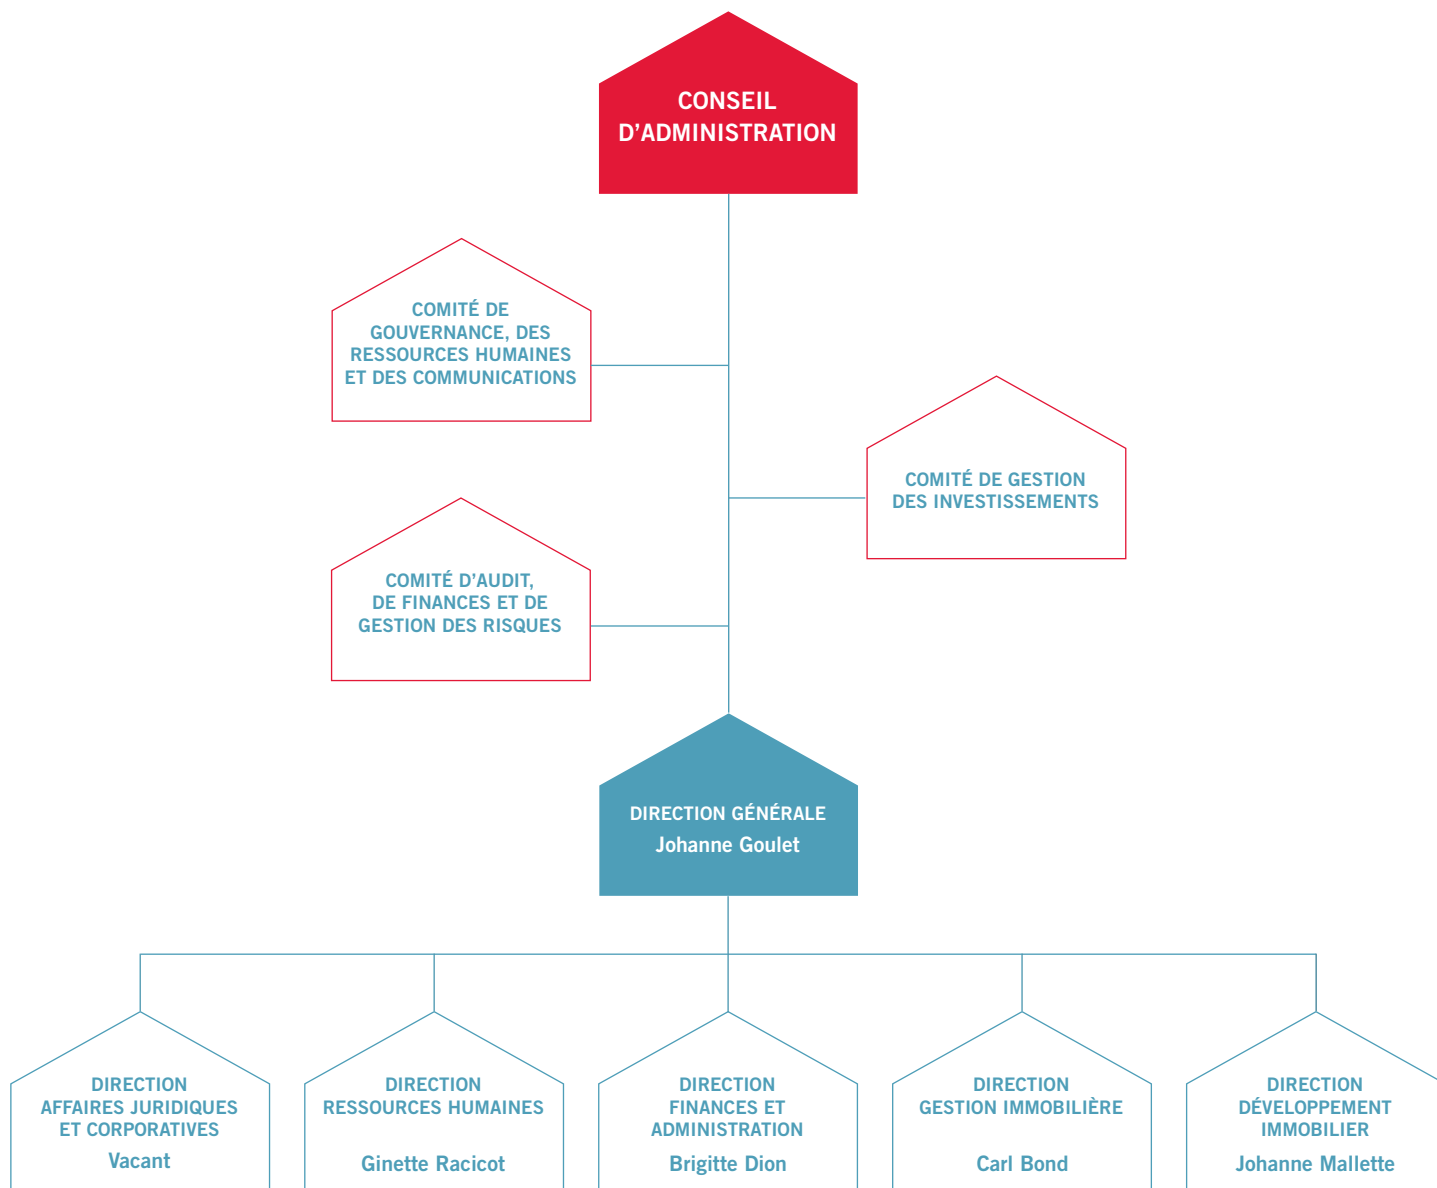 CONSEIL
D’ADMINISTRATION
COMITÉ DE
GOUVERNANCE, DES
RESSOURCES HUMAINES
ET DES COMMUNICATIONS
COMITÉ DE GESTION
DES INVESTISSEMENTS
COMITÉ D’AUDIT,
DE FINANCES ET DE
GESTION DES RISQUES
DIRECTION GÉNÉRALE
Johanne Goulet
DIRECTION
AFFAIRES JURIDIQUES
ET CORPORATIVES
Vacant
DIRECTION
RESSOURCES HUMAINES
Ginette Racicot
DIRECTION
FINANCES ET
ADMINISTRATION
Brigitte Dion
DIRECTION
GESTION IMMOBILIÈRE
Carl Bond
DIRECTION
DÉVELOPPEMENT
IMMOBILIER
Johanne Mallette